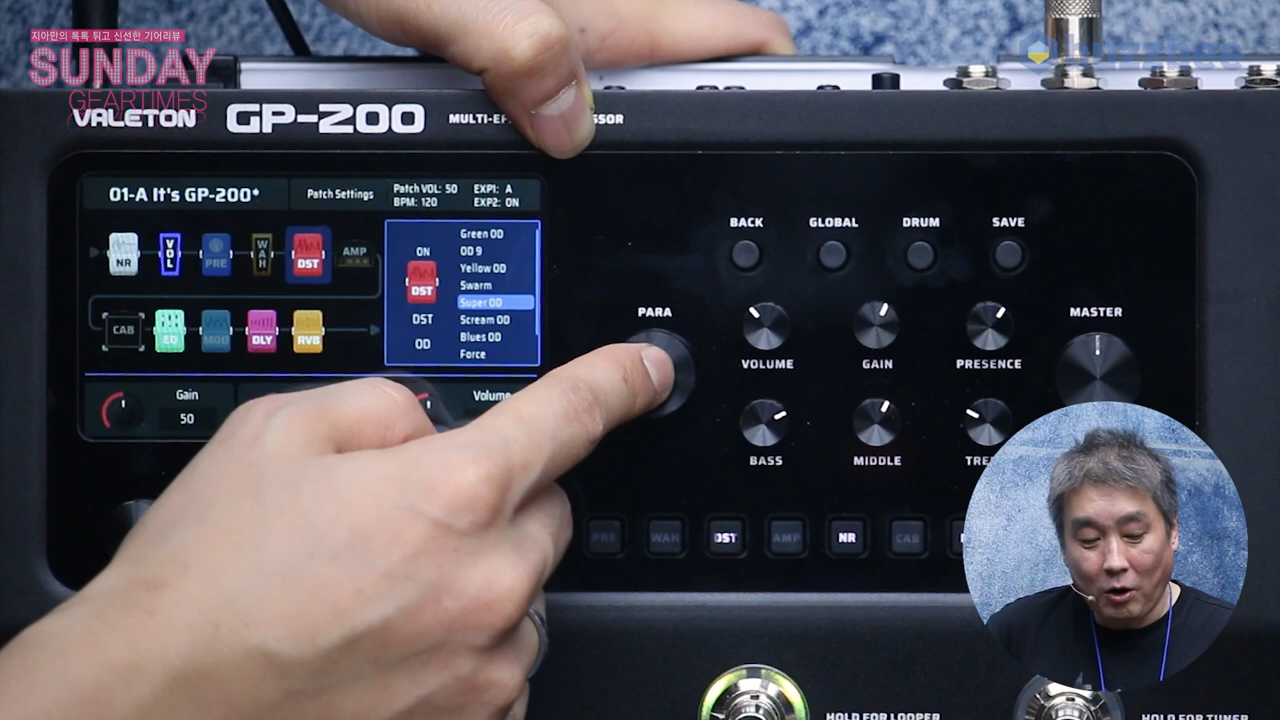 지아만의 톡톡 튀고 신선한 기어리뷰
SUNDAY
GEARTIMES
VALETON GP-200
01-A It's GP-200*
Patch Settings
Patch VOL: 50 EXP1: A
BPM: 120 EXP2: ON
NR
VOL
PRE
WAH
DST
AMP
CAB
EQ
MOD
DLY
RVB
ON
DST
DST
OD
Green OD
OD 9
Yellow OD
Swarm
Super OD
Scream OD
Blues OD
Force
Gain
50
Volume
BACK GLOBAL DRUM SAVE
PARA
MASTER
VOLUME GAIN PRESENCE
BASS MIDDLE
PRE WAH DST AMP NR CAB
HOLD FOR LOOPER
HOLD FOR TUNER